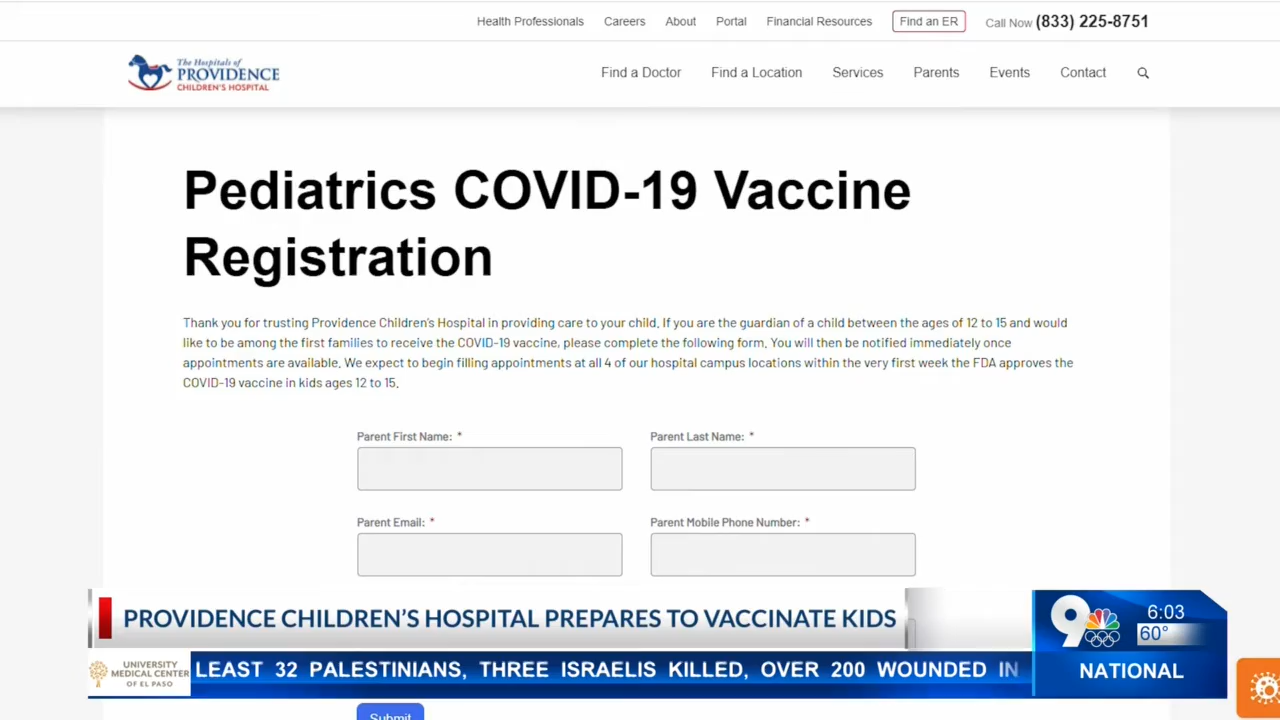 Health Professionals Careers About Portal Financial Resources Find an ER Call Now (833) 225-8751
The Hospitals of
PROVIDENCE
CHILDREN'S HOSPITAL
Find a Doctor Find a Location Services Parents Events Contact
Pediatrics COVID-19 Vaccine
Registration
Thank you for trusting Providence Children's Hospital in providing care to your child. If you are the guardian of a child between the ages of 12 to 15 and would
like to be among the first families to receive the COVID-19 vaccine, please complete the following form. You will then be notified immediately once
appointments are available. We expect to begin filling appointments at all 4 of our hospital campus locations within the very first week the FDA approves the
COVID-19 vaccine in kids ages 12 to 15.
Parent First Name: * Parent Last Name: *
Parent Email: * Parent Mobile Phone Number: *
PROVIDENCE CHILDREN'S HOSPITAL PREPARES TO VACCINATE KIDS
9 6:03
60°
UNIVERSITY
MEDICAL CENTER
OF EL PASO
LEAST 32 PALESTINIANS, THREE ISRAELIS KILLED, OVER 200 WOUNDED IN
NATIONAL
Submit